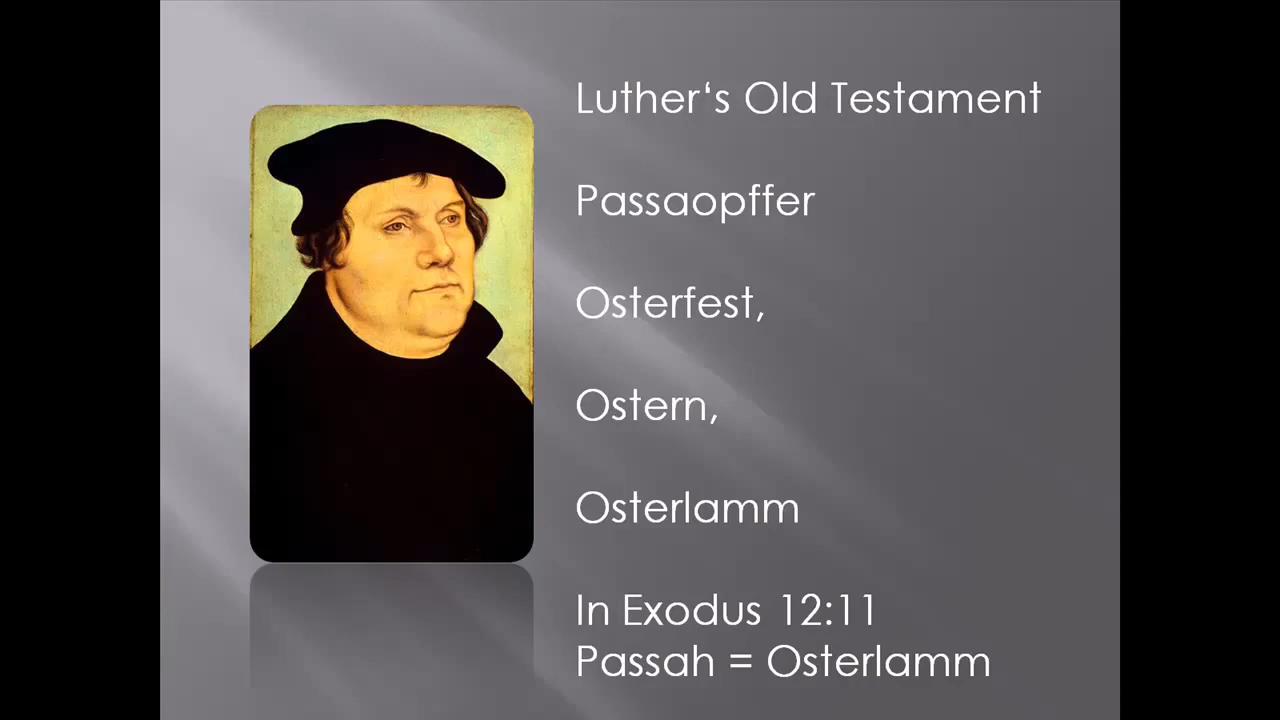 Luther‘s Old Testament
Passaopffer
Osterfest,
Ostern,
Osterlamm
In Exodus 12:11
Passah = Osterlamm